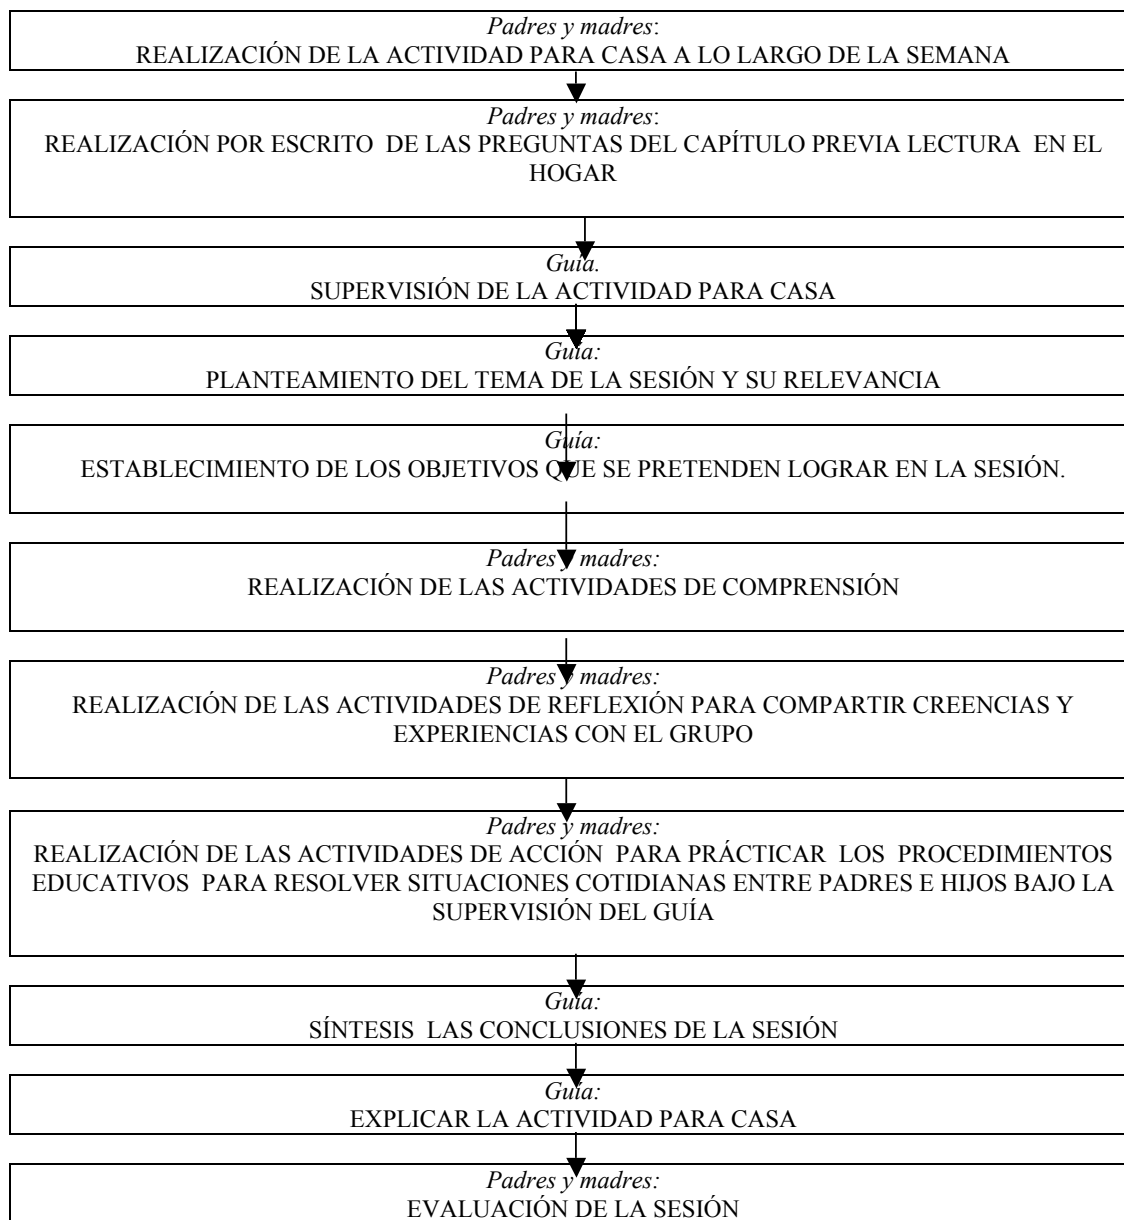 Padres y madres:
REALIZACIÓN DE LA ACTIVIDAD PARA CASA A LO LARGO DE LA SEMANA
Padres y madres:
REALIZACIÓN POR ESCRITO DE LAS PREGUNTAS DEL CAPÍTULO PREVIA LECTURA EN EL
HOGAR
Guía.
SUPERVISIÓN DE LA ACTIVIDAD PARA CASA
Guía:
PLANTEAMIENTO DEL TEMA DE LA SESIÓN Y SU RELEVANCIA
Guía:
ESTABLECIMIENTO DE LOS OBJETIVOS QUE SE PRETENDEN LOGRAR EN LA SESIÓN.
Padres y madres:
REALIZACIÓN DE LAS ACTIVIDADES DE COMPRENSIÓN
Padres y madres:
REALIZACIÓN DE LAS ACTIVIDADES DE REFLEXIÓN PARA COMPARTIR CREENCIAS Y
EXPERIENCIAS CON EL GRUPO
Padres y madres:
REALIZACIÓN DE LAS ACTIVIDADES DE ACCIÓN PARA PRÁCTICAR LOS PROCEDIMIENTOS
EDUCATIVOS PARA RESOLVER SITUACIONES COTIDIANAS ENTRE PADRES E HIJOS BAJO LA
SUPERVISIÓN DEL GUÍA
Guía:
SÍNTESIS LAS CONCLUSIONES DE LA SESIÓN
Guía:
EXPLICAR LA ACTIVIDAD PARA CASA
Padres y madres:
EVALUACIÓN DE LA SESIÓN